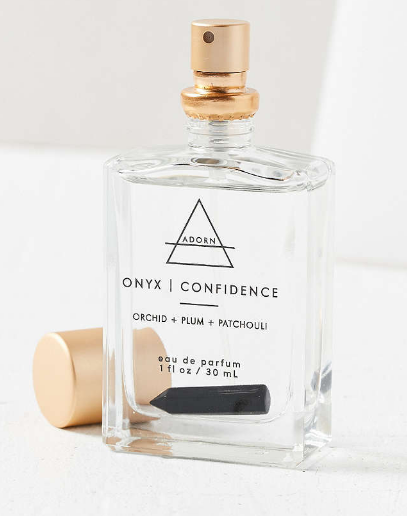 ADORN
ONYX | CONFIDENCE
ORCHID + PLUM + PATCHOULI
eau de parfum
1 fl oz / 30 mL